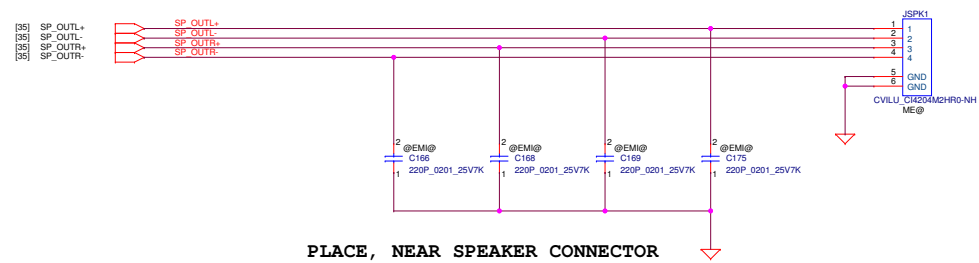 JSPK1
[35] SP_OUTL+ SP_OUTL+ 1 1
[35] SP_OUTL- SP_OUTL- 2 2
[35] SP_OUTR+ SP_OUTR+ 3 3
[35] SP_OUTR- SP_OUTR- 4 4
5 GND
6 GND
CVILU_CI4204M2HR0-NH
ME@
2 @EMI@ 2 @EMI@ 2 @EMI@ 2 @EMI@
C166 C168 C169 C175
220P_0201_25V7K 220P_0201_25V7K 220P_0201_25V7K 220P_0201_25V7K
1 1 1 1
PLACE, NEAR SPEAKER CONNECTOR